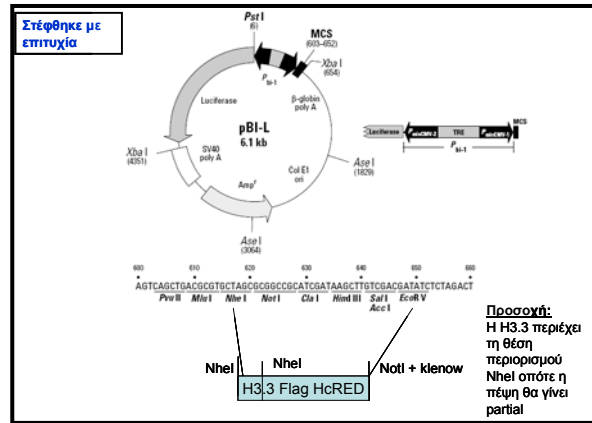 Στέφθηκε με
επιτυχία
Pst I
(6)
MCS
(603–652)
Xba I
(654)
P bi-1
Luciferase
β-globin
poly A
pBI-L
6.1 kb
SV40
poly A
Xba I
(4351)
Col E1
ori
Ase I
(1829)
Ampr
Ase I
(3064)
MCS
Luciferase
TRE
P bi-1
600 610 620 630 640 650 660
AGTCAGCTGACGCGTGCTAGCGCGGCCGCATCGATAAGCTTGTCGACGATATCTCTAGACT
Pvu II Mlu I Nhe I Not I Cla I Hind III Sal I EcoR V
Acc I
NheI NheI NotI + klenow
H3.3 Flag HcRED
Προσοχή:
Η Η3.3 περιέχει
τη θέση
περιορισμού
NheI οπότε η
πέψη θα γίνει
partial